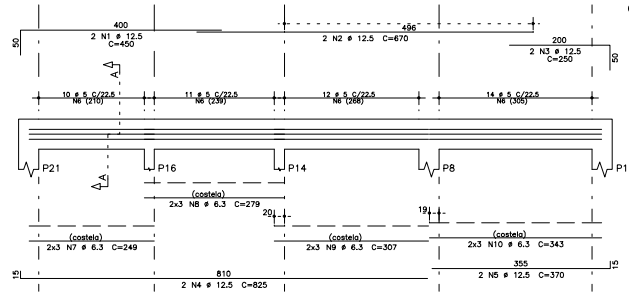 400
2 N1 ø 12.5
C=450
50
496
2 N2 ø 12.5 C=670
200
2 N3 ø 12.5
C=250
50
A
10 ø 5 C/22.5
N6 (210)
11 ø 5 C/22.5
N6 (239)
12 ø 5 C/22.5
N6 (268)
14 ø 5 C/22.5
N6 (305)
P21
P16
P14
P8
P1
A
(costela)
2x3 N8 ø 6.3 C=279
20
19
(costela)
2x3 N7 ø 6.3 C=249
(costela)
2x3 N9 ø 6.3 C=307
(costela)
2x3 N10 ø 6.3 C=343
15
810
2 N4 ø 12.5 C=825
355
2 N5 ø 12.5 C=370
15